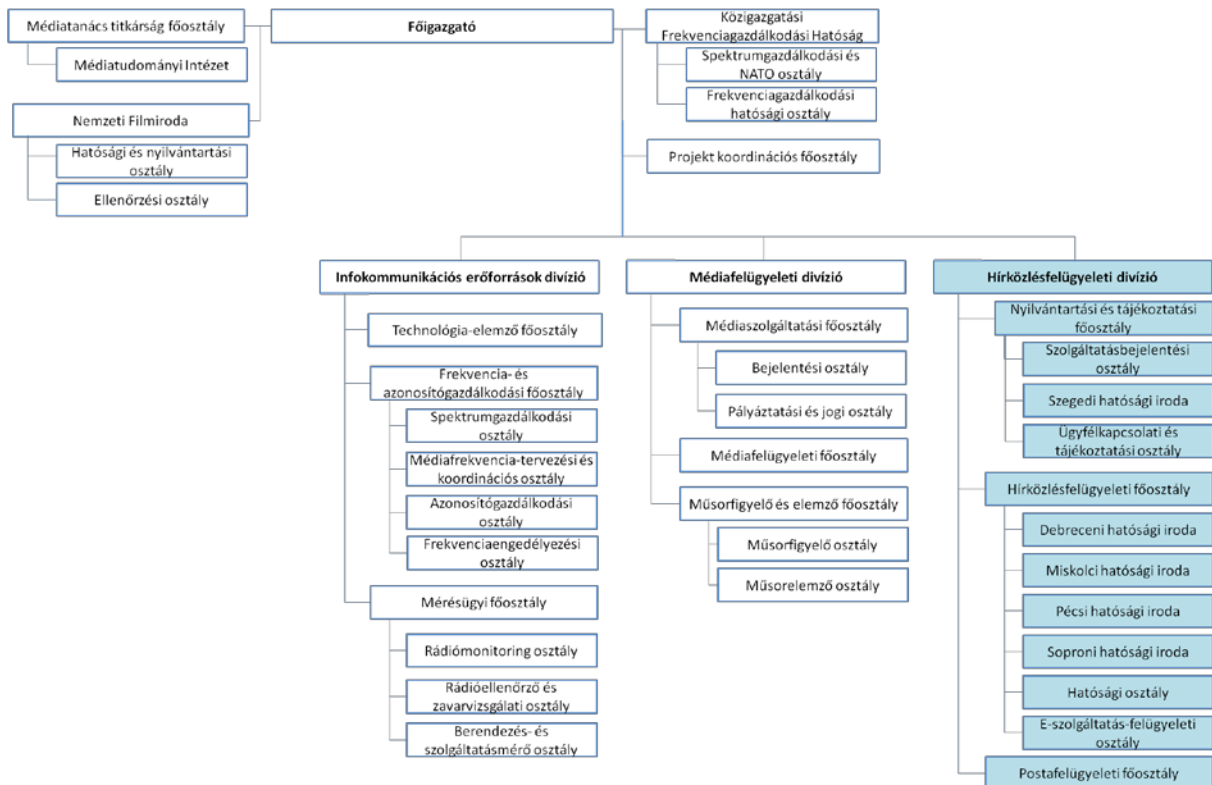 Médiatanács titkárság főosztály
Médiatudományi Intézet
Nemzeti Filmiroda
Hatósági és nyilvántartási
osztály
Ellenőrzési osztály
Főigazgató
Közigazgatási
Frekvenciagazdálkodási Hatóság
Spektrumgazdálkodási és
NATO osztály
Frekvenciagazdálkodási
hatósági osztály
Projekt koordinációs főosztály
Infokommunikációs erőforrások divízió
Technológia-elemző főosztály
Frekvencia- és
azonosítógazdálkodási főosztály
Spektrumgazdálkodási
osztály
Médiafrekvencia-tervezési és
koordinációs osztály
Azonosítógazdálkodási
osztály
Frekvenciaengedélyezési
osztály
Mérésügyi főosztály
Rádiómonitoring osztály
Rádióellenőrző és
zavarvizsgálati osztály
Berendezés- és
szolgáltatásmérő osztály
Médiafelügyeleti divízió
Médiaszolgáltatási főosztály
Bejelentési osztály
Pályáztatási és jogi osztály
Médiafelügyeleti főosztály
Műsorfigyelő és elemző főosztály
Műsorfigyelő osztály
Műsorelemző osztály
Hírközlésfelügyeleti divízió
Nyilvántartási és tájékoztatási
főosztály
Szolgáltatásbejelentési
osztály
Szegedi hatósági iroda
Ügyfélkapcsolati és
tájékoztatási osztály
Hírközlésfelügyeleti főosztály
Debreceni hatósági iroda
Miskolci hatósági iroda
Pécsi hatósági iroda
Soproni hatósági iroda
Hatósági osztály
E-szolgáltatás-felügyeleti
osztály
Postafelügyeleti főosztály